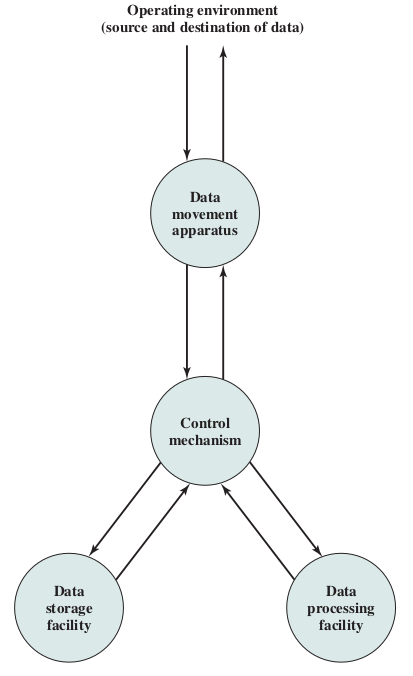 Operating environment
(source and destination of data)
Data
movement
apparatus
Control
mechanism
Data
storage
facility
Data
processing
facility